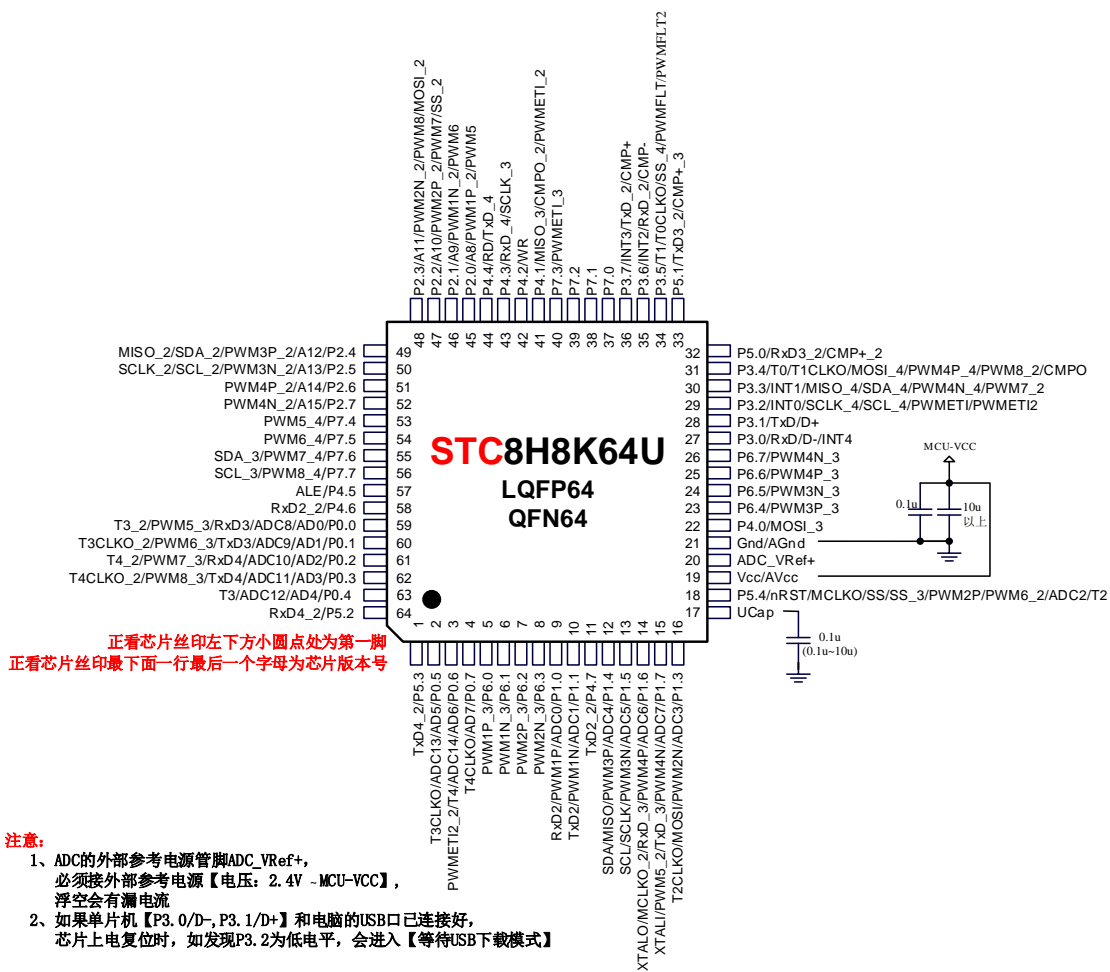 P2.3/A11/PWM2N_2/PWM8/MOSI_2
P2.2/A10/PWM2P_2/PWM7/SS_2
P2.1/A9/PWM1N_2/PWM6
P2.0/A8/PWM1P_2/PWM5
P4.4/RD/TxD_4
P4.3/RxD_4/SCLK_3
P4.2/WR
P4.1/MISO_3/CMPO_2/PWMETI_2
P7.3/PWMETI_3
P7.2
P7.1
P7.0
P3.7/INT3/TxD_2/CMP+
P3.6/INT2/RxD_2/CMP-
P3.5/T1/T0CLKO/SS_4/PWMFLT/PWMFLT2
P5.1/TxD3_2/CMP+_3
48
47
46
45
44
43
42
41
40
39
38
37
36
35
34
33
MISO_2/SDA_2/PWM3P_2/A12/P2.4 49
SCLK_2/SCL_2/PWM3N_2/A13/P2.5 50
PWM4P_2/A14/P2.6 51
PWM4N_2/A15/P2.7 52
PWM5_4/P7.4 53
PWM6_4/P7.5 54
SDA_3/PWM7_4/P7.6 55
SCL_3/PWM8_4/P7.7 56
ALE/P4.5 57
RxD2_2/P4.6 58
T3_2/PWM5_3/RxD3/ADC8/AD0/P0.0 59
T3CLKO_2/PWM6_3/TxD3/ADC9/AD1/P0.1 60
T4_2/PWM7_3/RxD4/ADC10/AD2/P0.2 61
T4CLKO_2/PWM8_3/TxD4/ADC11/AD3/P0.3 62
T3/ADC12/AD4/P0.4 63
RxD4_2/P5.2 64
STC8H8K64U
LQFP64
QFN64
32 P5.0/RxD3_2/CMP+_2
31 P3.4/T0/T1CLKO/MOSI_4/PWM4P_4/PWM8_2/CMPO
30 P3.3/INT1/MISO_4/SDA_4/PWM4N_4/PWM7_2
29 P3.2/INT0/SCLK_4/SCL_4/PWMETI/PWMETI2
28 P3.1/TxD/D+
27 P3.0/RxD/D-/INT4
26 P6.7/PWM4N_3
25 P6.6/PWM4P_3
24 P6.5/PWM3N_3
23 P6.4/PWM3P_3
22 P4.0/MOSI_3
21 Gnd/AGnd
20 ADC_VRef+
19 Vcc/AVcc
18 P5.4/nRST/MCLKO/SS/SS_3/PWM2P/PWM6_2/ADC2/T2
17 UCap
MCU-VCC
0.1u
10u
以上
0.1u
(0.1u~10u)
正看芯片丝印左下方小圆点处为第一脚
正看芯片丝印最下面一行最后一个字母为芯片版本号
1
2
3
4
5
6
7
8
9
10
11
12
13
14
15
16
TxD4_2/P5.3
T3CLKO/ADC13/AD5/P0.5
PWMETI2_2/T4/ADC14/AD6/P0.6
T4CLKO/AD7/P0.7
PWM1P_3/P6.0
PWM1N_3/P6.1
PWM2P_3/P6.2
PWM2N_3/P6.3
RxD2/PWM1P/ADC0/P1.0
TxD2/PWM1N/ADC1/P1.1
TxD2_2/P4.7
SDA/MISO/PWM3P/ADC4/P1.4
SCL/SCLK/PWM3N/ADC5/P1.5
XTALO/MCLKO_2/RxD_3/PWM4P/ADC6/P1.6
XTALI/PWM5_2/TxD_3/PWM4N/ADC7/P1.7
T2CLKO/MOSI/PWM2N/ADC3/P1.3
注意：
1、ADC的外部参考电源管脚ADC_VRef+，
必须接外部参考电源【电压：2.4V ~MCU-VCC】，
浮空会有漏电流
2、如果单片机【P3.0/D-,P3.1/D+】和电脑的USB口已连接好，
芯片上电复位时，如发现P3.2为低电平，会进入【等待USB下载模式】